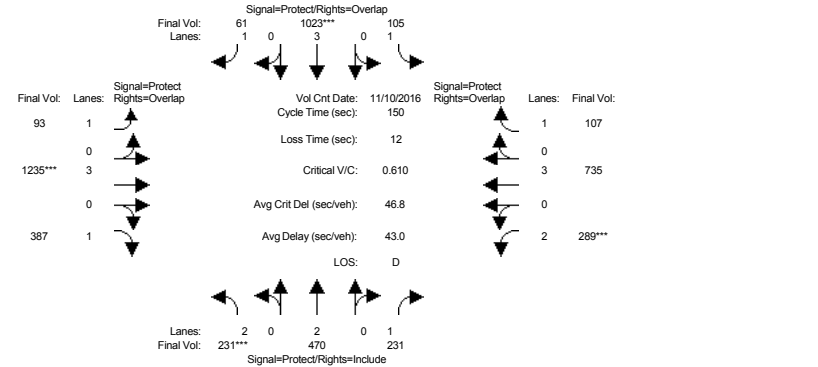 Signal=Protect/Rights=Overlap
Final Vol: 61 1023*** 105
Lanes: 1 0 3 0 1
Signal=Protect Signal=Protect
Final Vol: Lanes: Rights=Overlap Vol Cnt Date: 11/10/2016 Rights=Overlap Lanes: Final Vol:
Cycle Time (sec): 150
93 1 1 107
Loss Time (sec): 12
0 0
1235*** 3 Critical V/C: 0.610 3 735
0 Avg Crit Del (sec/veh): 46.8 0
387 1 Avg Delay (sec/veh): 43.0 2 289***
LOS: D
Lanes: 2 0 2 0 1
Final Vol: 231*** 470 231
Signal=Protect/Rights=Include